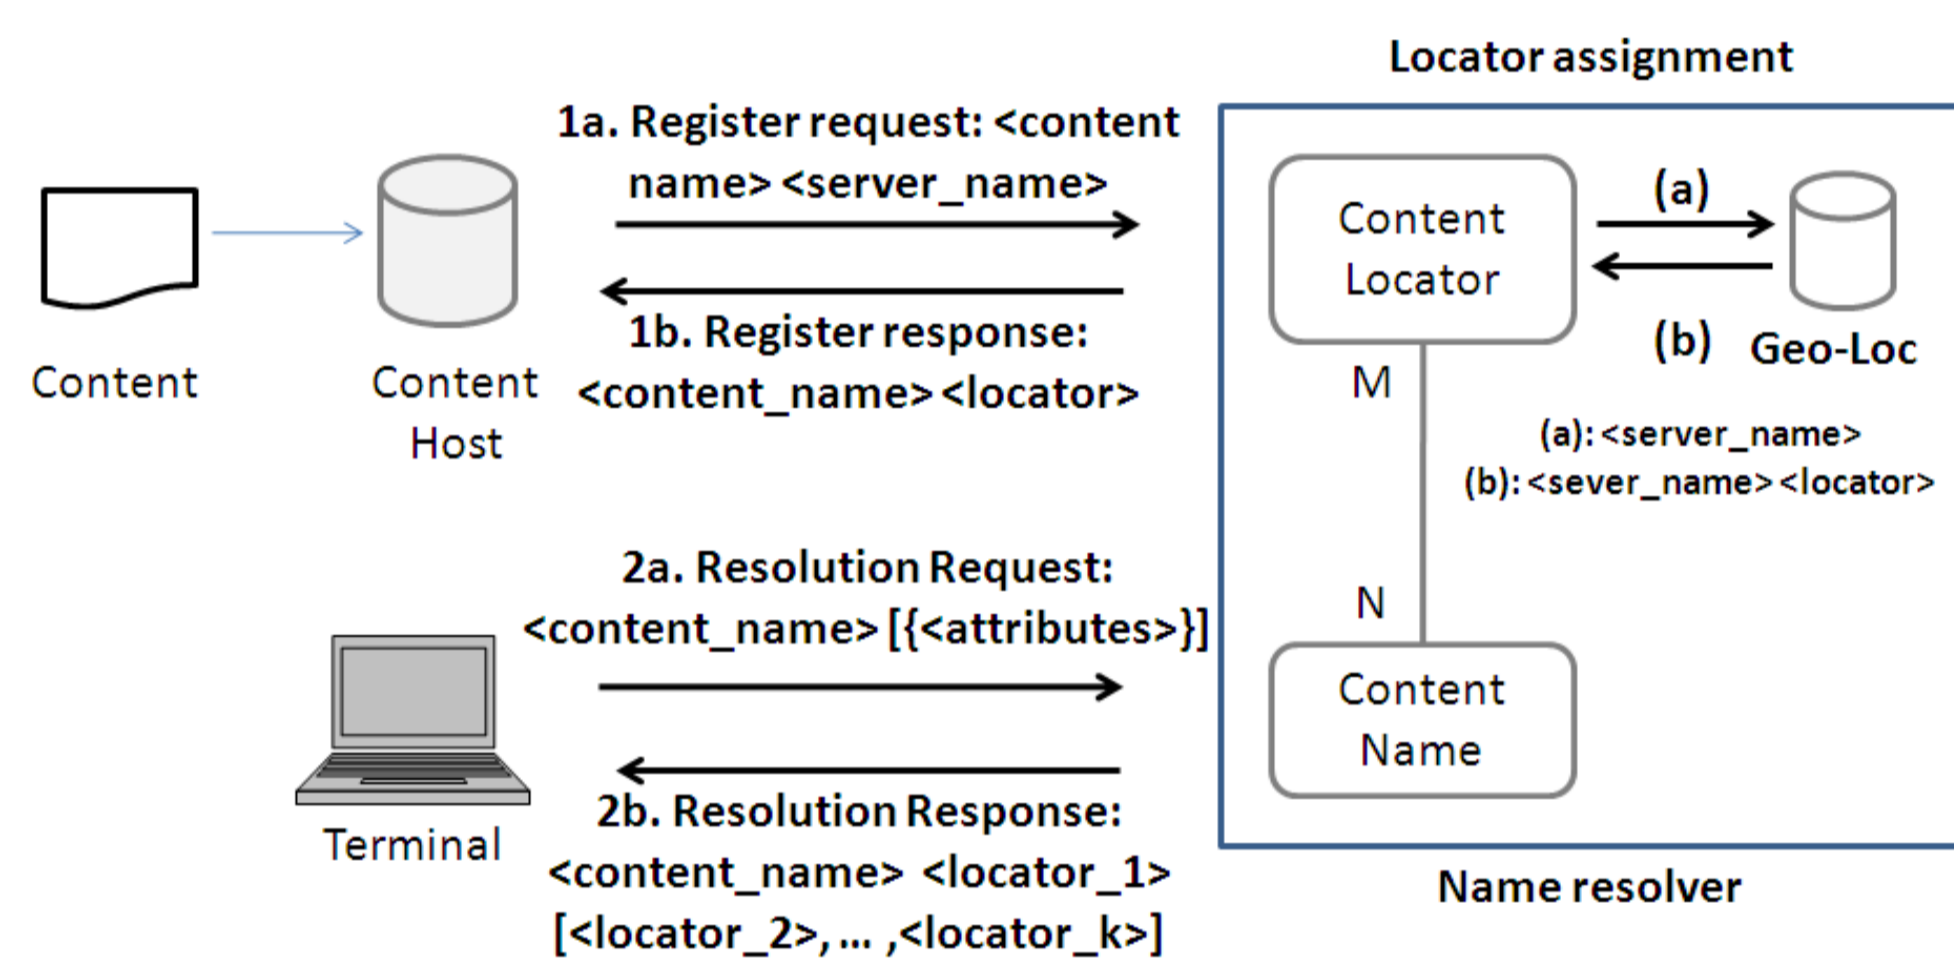 Locator assignment
1a. Register request: <content
name> <server_name>
Content
Locator
(a)
(b)
Geo-Loc
1b. Register response:
<content_name> <locator>
Content
Content
Host
M
(a): <server_name>
(b): <sever_name> <locator>
2a. Resolution Request:
<content_name> [{<attributes>}]
N
Content
Name
Terminal
2b. Resolution Response:
<content_name> <locator_1>
[<locator_2>, ... ,<locator_k>]
Name resolver